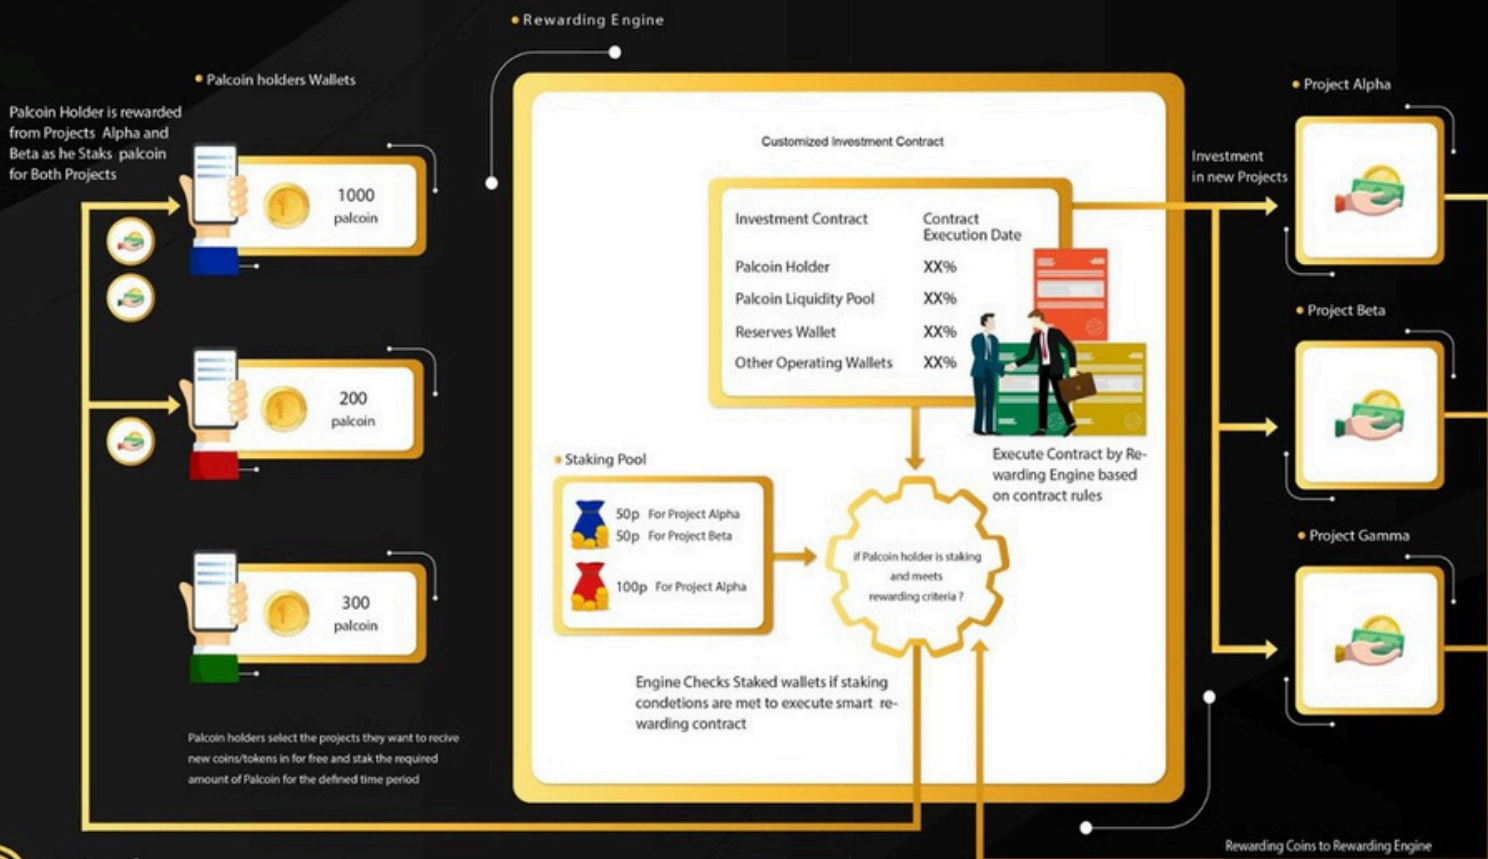 Rewarding Engine
Palcoin holders Wallets
Palcoin Holder is rewarded
from Projects Alpha and
Beta as he Staks palcoin
for Both Projects
1000
palcoin
200
palcoin
300
palcoin
Palcoin holders select the projects they want to recive
new coins/tokens in for free and stak the required
amount of Palcoin for the defined time period
Customized Investment Contract
Investment Contract Contract
Execution Date
Palcoin Holder XX%
Palcoin Liquidity Pool XX%
Reserves Wallet XX%
Other Operating Wallets XX%
Execute Contract by Re-
warding Engine based
on contract rules
Staking Pool
50p For Project Alpha
50p For Project Beta
100p For Project Alpha
if Palcoin holder is staking
and meets
rewarding criteria ?
Engine Checks Staked wallets if staking
condetions are met to execute smart re-
warding contract
Investment
in new Projects
Project Alpha
Project Beta
Project Gamma
Rewarding Coins to Rewarding Engine